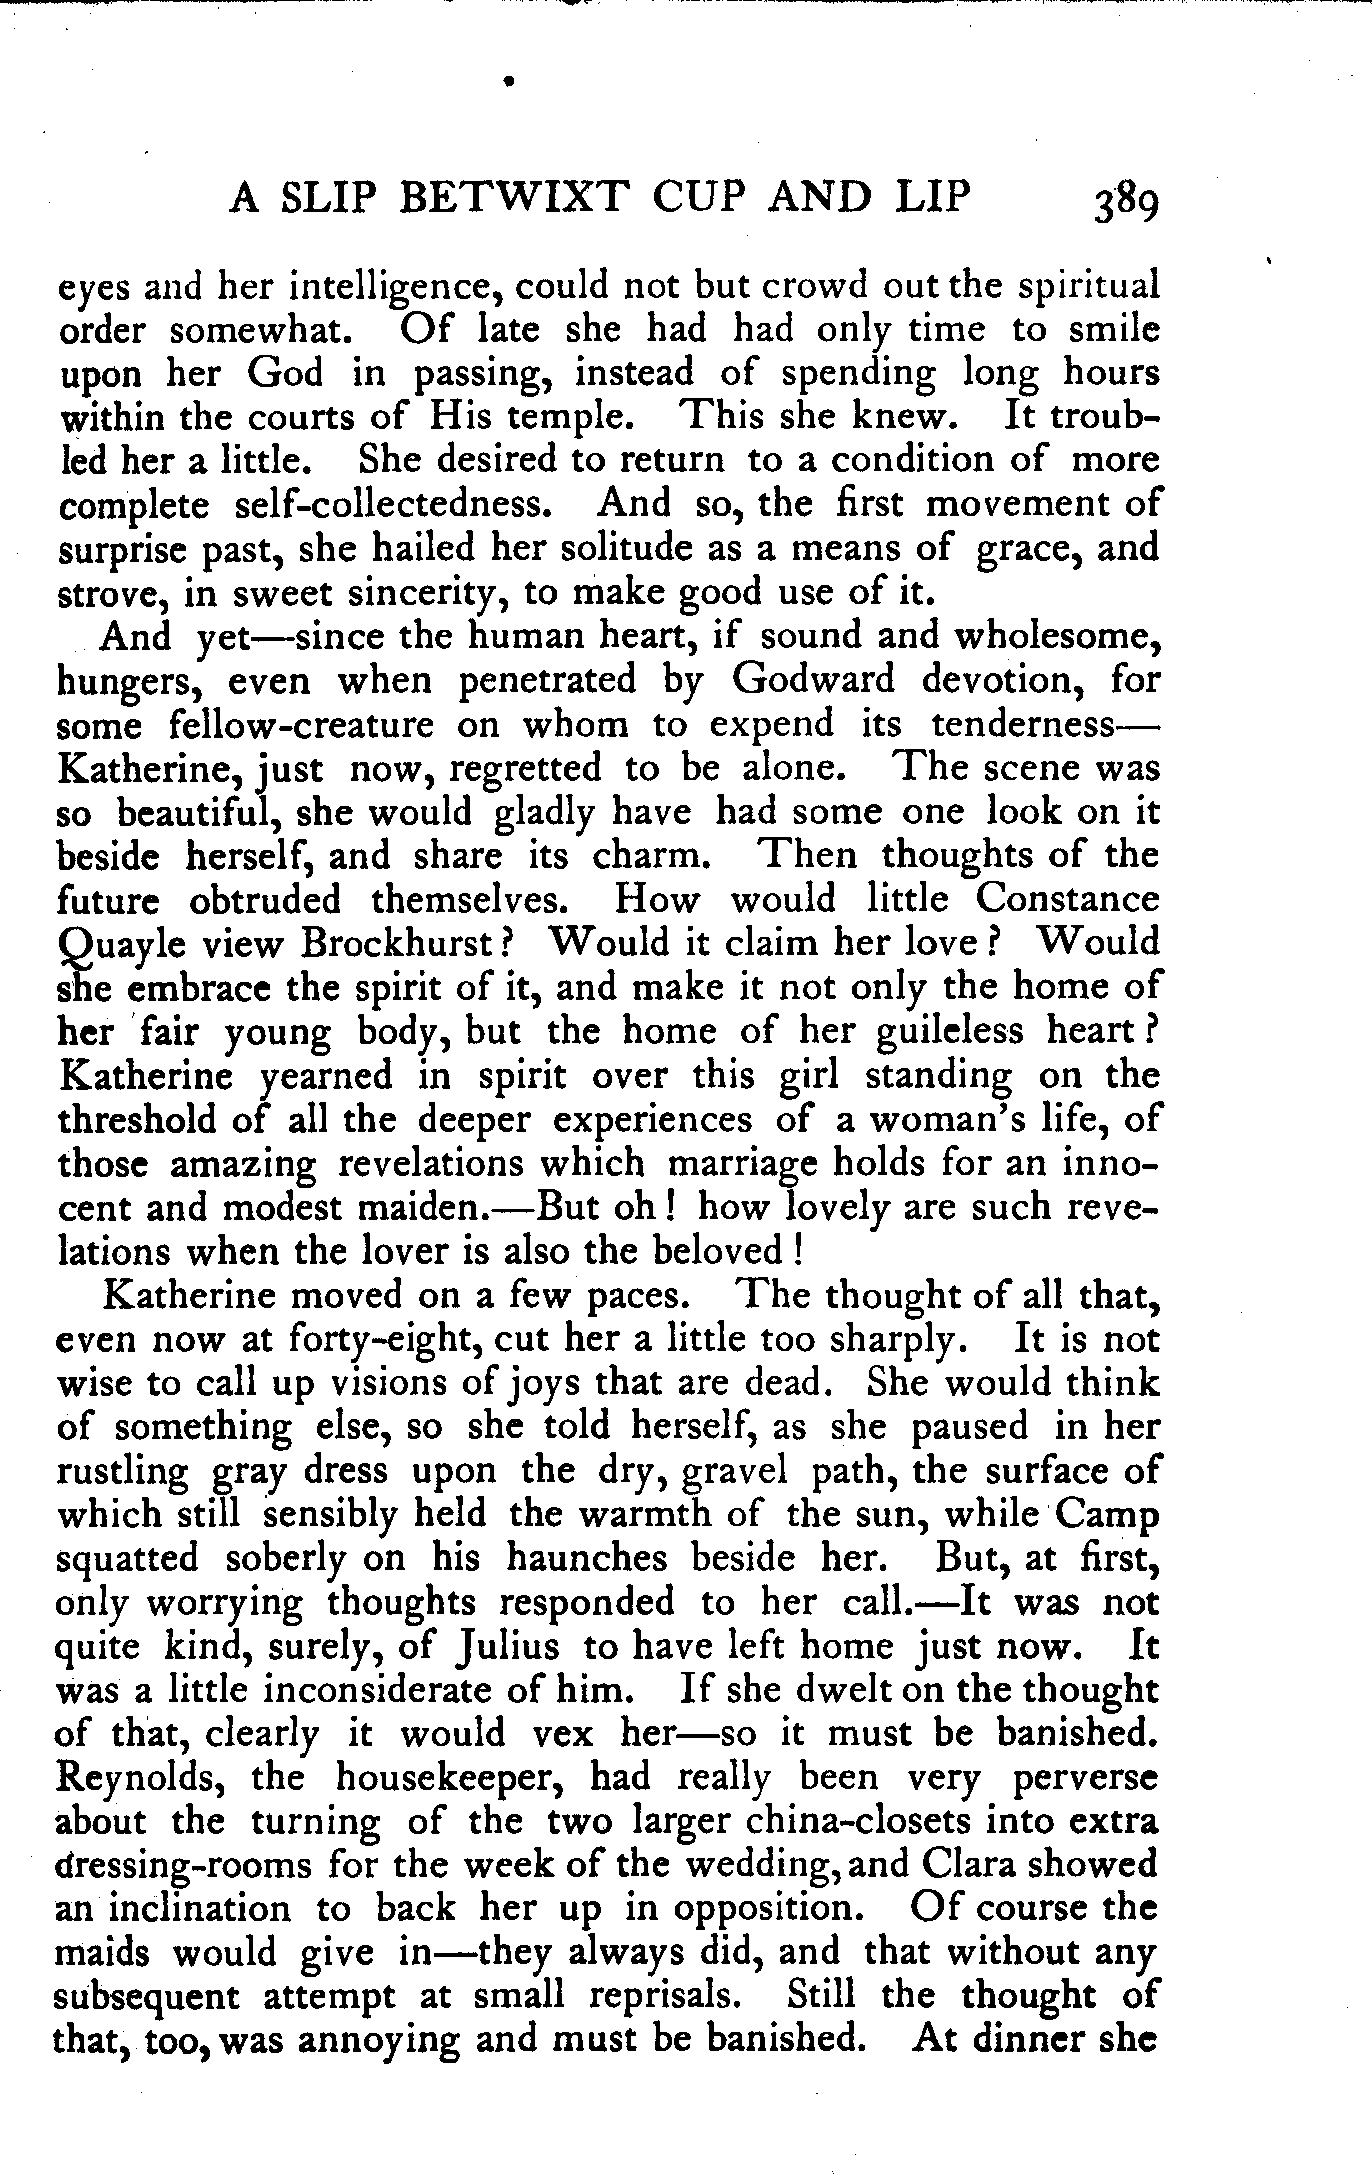 A SLIP BETWIXT CUP AND LIP 389
eyes and her intelligence, could not but crowd out the spiritual
order somewhat. Of late she had had only time to smile
upon her God in passing, instead of spending long hours
within the courts of His temple. This she knew. It troub-
led her a little. She desired to return to a condition of more
complete self-collectedness. And so, the first movement of
surprise past, she hailed her solitude as a means of grace, and
strove, in sweet sincerity, to make good use of it.
And yet—since the human heart, if sound and wholesome,
hungers, even when penetrated by Godward devotion, for
some fellow-creature on whom to expend its tenderness—
Katherine, just now, regretted to be alone. The scene was
so beautiful, she would gladly have had some one look on it
beside herself, and share its charm. Then thoughts of the
future obtruded themselves. How would little Constance
Quayle view Brockhurst? Would it claim her love? Would
she embrace the spirit of it, and make it not only the home of
her fair young body, but the home of her guileless heart?
Katherine yearned in spirit over this girl standing on the
threshold of all the deeper experiences of a woman's life, of
those amazing revelations which marriage holds for an inno-
cent and modest maiden.—But oh! how lovely are such reve-
lations when the lover is also the beloved!
Katherine moved on a few paces. The thought of all that,
even now at forty-eight, cut her a little too sharply. It is not
wise to call up visions of joys that are dead. She would think
of something else, so she told herself, as she paused in her
rustling gray dress upon the dry, gravel path, the surface of
which still sensibly held the warmth of the sun, while Camp
squatted soberly on his haunches beside her. But, at first,
only worrying thoughts responded to her call.—It was not
quite kind, surely, of Julius to have left home just now. It
was a little inconsiderate of him. If she dwelt on the thought
of that, clearly it would vex her—so it must be banished.
Reynolds, the housekeeper, had really been very perverse
about the turning of the two larger china-closets into extra
dressing-rooms for the week of the wedding, and Clara showed
an inclination to back her up in opposition. Of course the
maids would give in—they always did, and that without any
subsequent attempt at small reprisals. Still the thought of
that, too, was annoying and must be banished. At dinner she